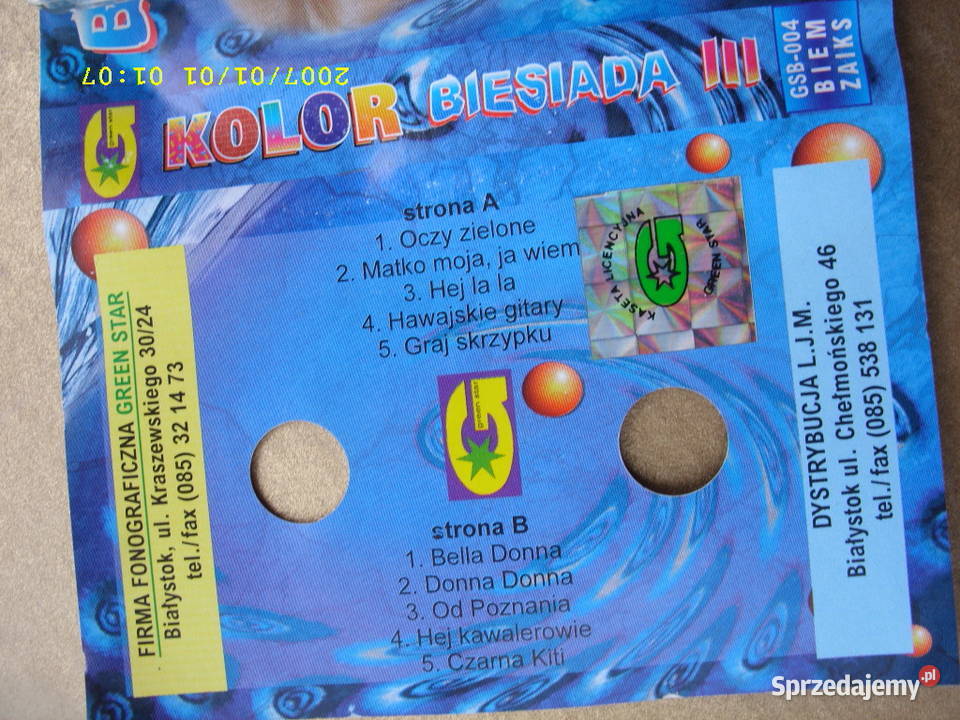 B
2007/01/01 01:07
KOLOR BIESIADA III
GSB-004
BIEM
ZAIKS
green star
strona A
1. Oczy zielone
2. Matko moja, ja wiem
3. Hej la la
4. Hawajskie gitary
5. Graj skrzypku
KASETA LICENCYJNA
GREEN STAR
FIRMA FONOGRAFICZNA GREEN STAR
Białystok, ul. Kraszewskiego 30/24
tel./fax (085) 32 14 73
green star
DYSTRYBUCJA L.J.M.
Białystok ul. Chełmońskiego 46
tel./fax (085) 538 131
strona B
1. Bella Donna
2. Donna Donna
3. Od Poznania
4. Hej kawalerowie
5. Czarna Kiti
Sprzedajemy.pl